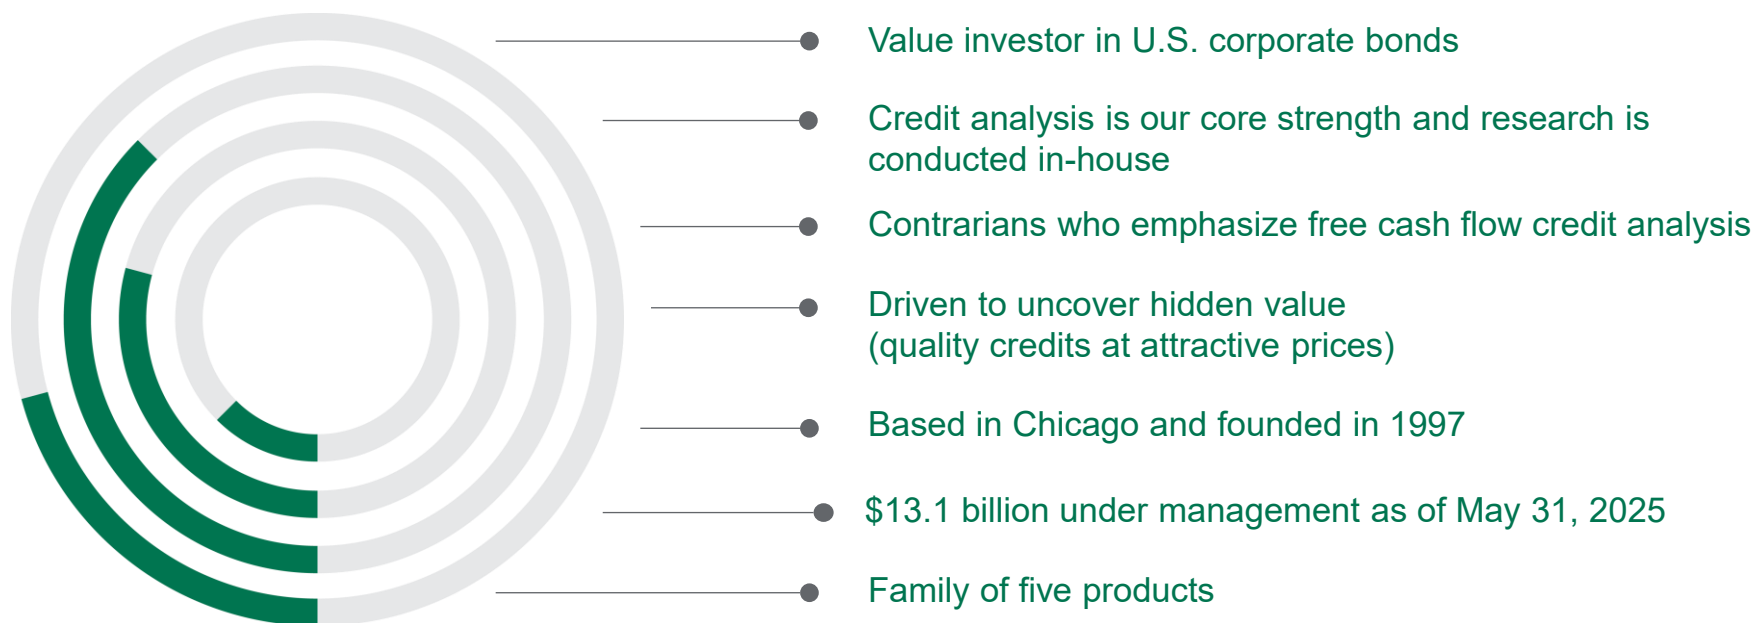 Value investor in U.S. corporate bonds
Credit analysis is our core strength and research is
conducted in-house
Contrarians who emphasize free cash flow credit analysis
Driven to uncover hidden value
(quality credits at attractive prices)
Based in Chicago and founded in 1997
$13.1 billion under management as of May 31, 2025
Family of five products